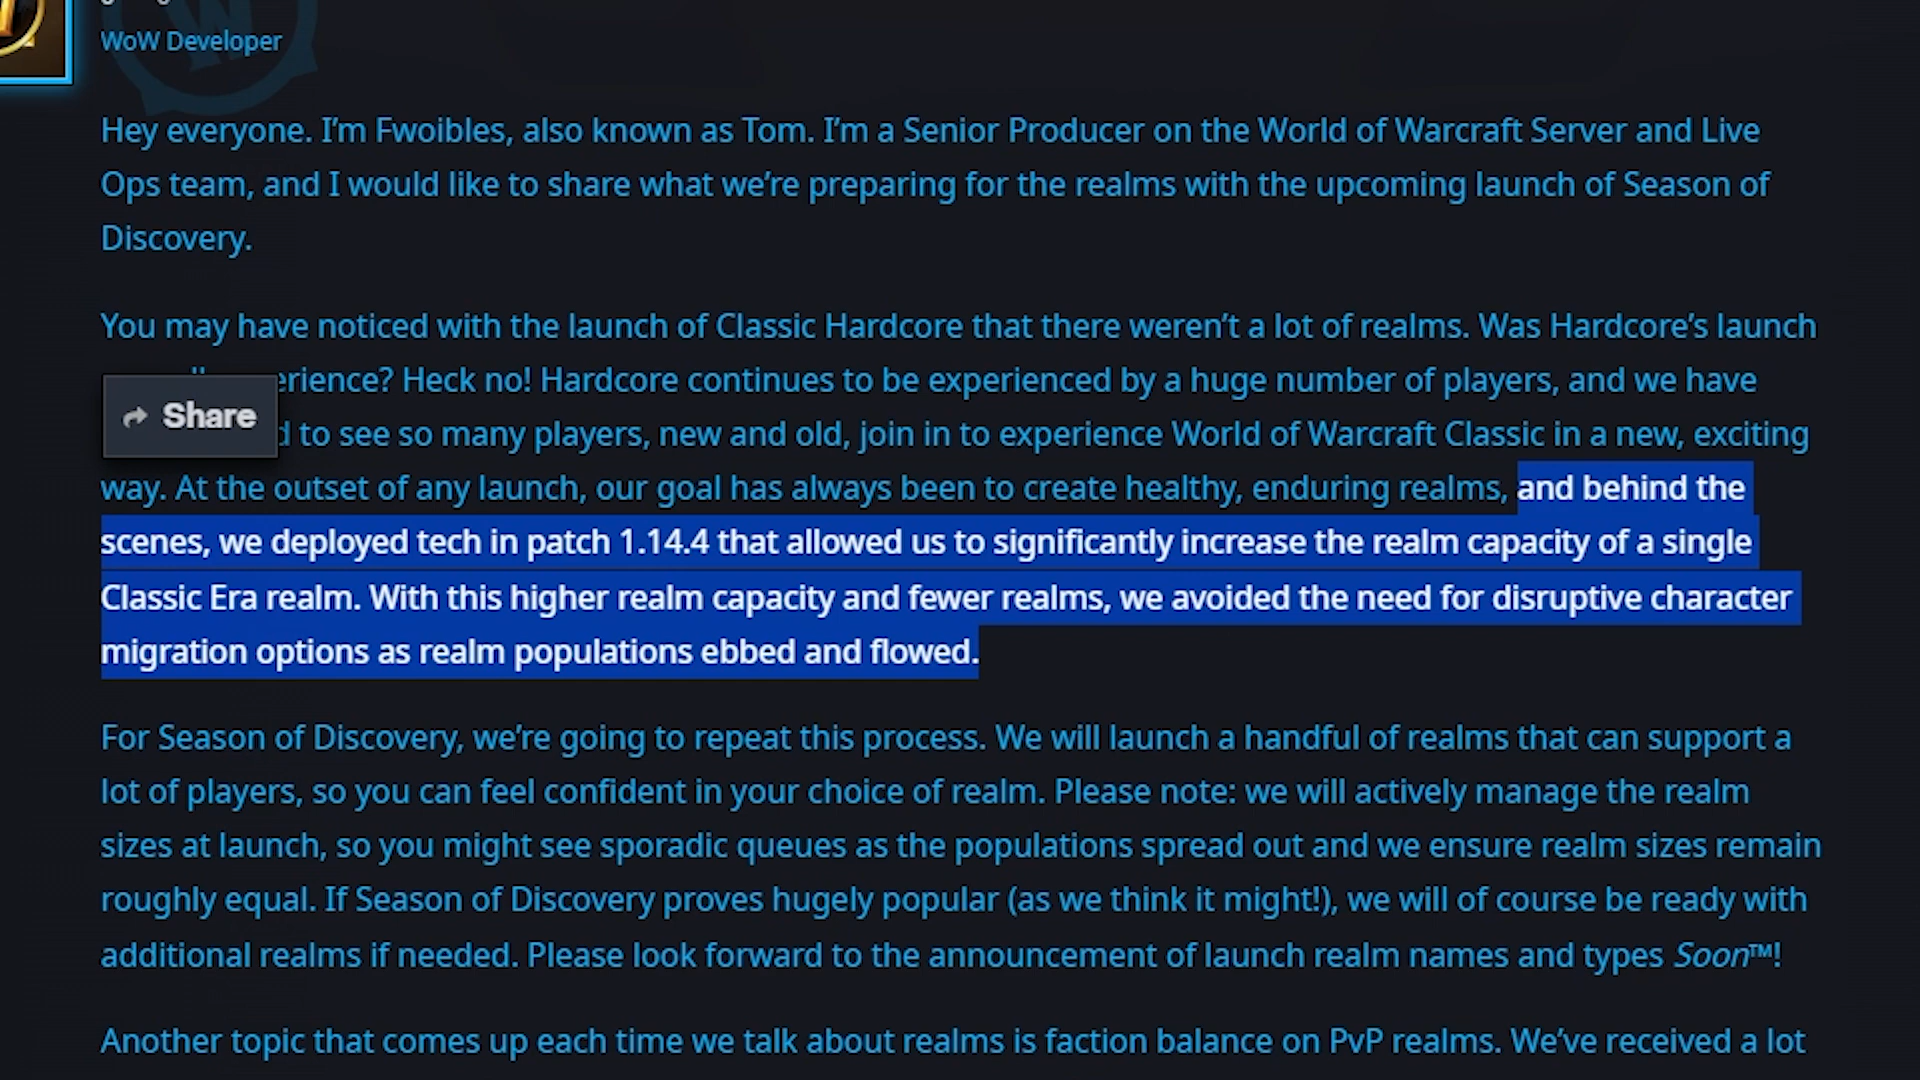 WoW Developer
Hey everyone. I'm Fwoibles, also known as Tom. I'm a Senior Producer on the World of Warcraft Server and Live
Ops team, and I would like to share what we're preparing for the realms with the upcoming launch of Season of
Discovery.
You may have noticed with the launch of Classic Hardcore that there weren't a lot of realms. Was Hardcore's launch
Heck no! Hardcore continues to be experienced by a huge number of players, and we have
Share
to see so many players, new and old, join in to experience World of Warcraft Classic in a new, exciting
way. At the outset of any launch, our goal has always been to create healthy, enduring realms, and behind the
scenes, we deployed tech in patch 1.14.4 that allowed us to significantly increase the realm capacity of a single
Classic Era realm. With this higher realm capacity and fewer realms, we avoided the need for disruptive character
migration options as realm populations ebbed and flowed.
For Season of Discovery, we're going to repeat this process. We will launch a handful of realms that can support a
lot of players, so you can feel confident in your choice of realm. Please note: we will actively manage the realm
sizes at launch, so you might see sporadic queues as the populations spread out and we ensure realm sizes remain
roughly equal. If Season of Discovery proves hugely popular (as we think it might!), we will of course be ready with
additional realms if needed. Please look forward to the announcement of launch realm names and types Soon™!
Another topic that comes up each time we talk about realms is faction balance on PvP realms. We've received a lot